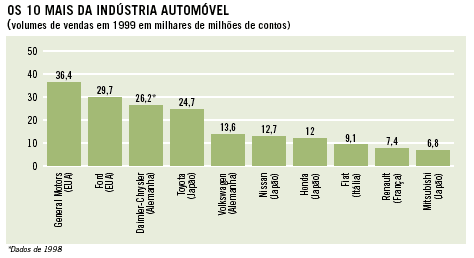 OS 10 MAIS DA INDÚSTRIA AUTOMÓVEL
(volumes de vendas em 1999 em milhares de milhões de contos)
50
40
30
20
10
0
36,4
29,7
26,2*
24,7
13,6
12,7
12
9,1
7,4
6,8
General Motors
(EUA)
Ford
(EUA)
Daimler-Chrysler
(Alemanha)
Toyota
(Japão)
Volkswagen
(Alemanha)
Nissan
(Japão)
Honda
(Japão)
Fiat
(Itália)
Renault
(França)
Mitsubishi
(Japão)
*Dados de 1998